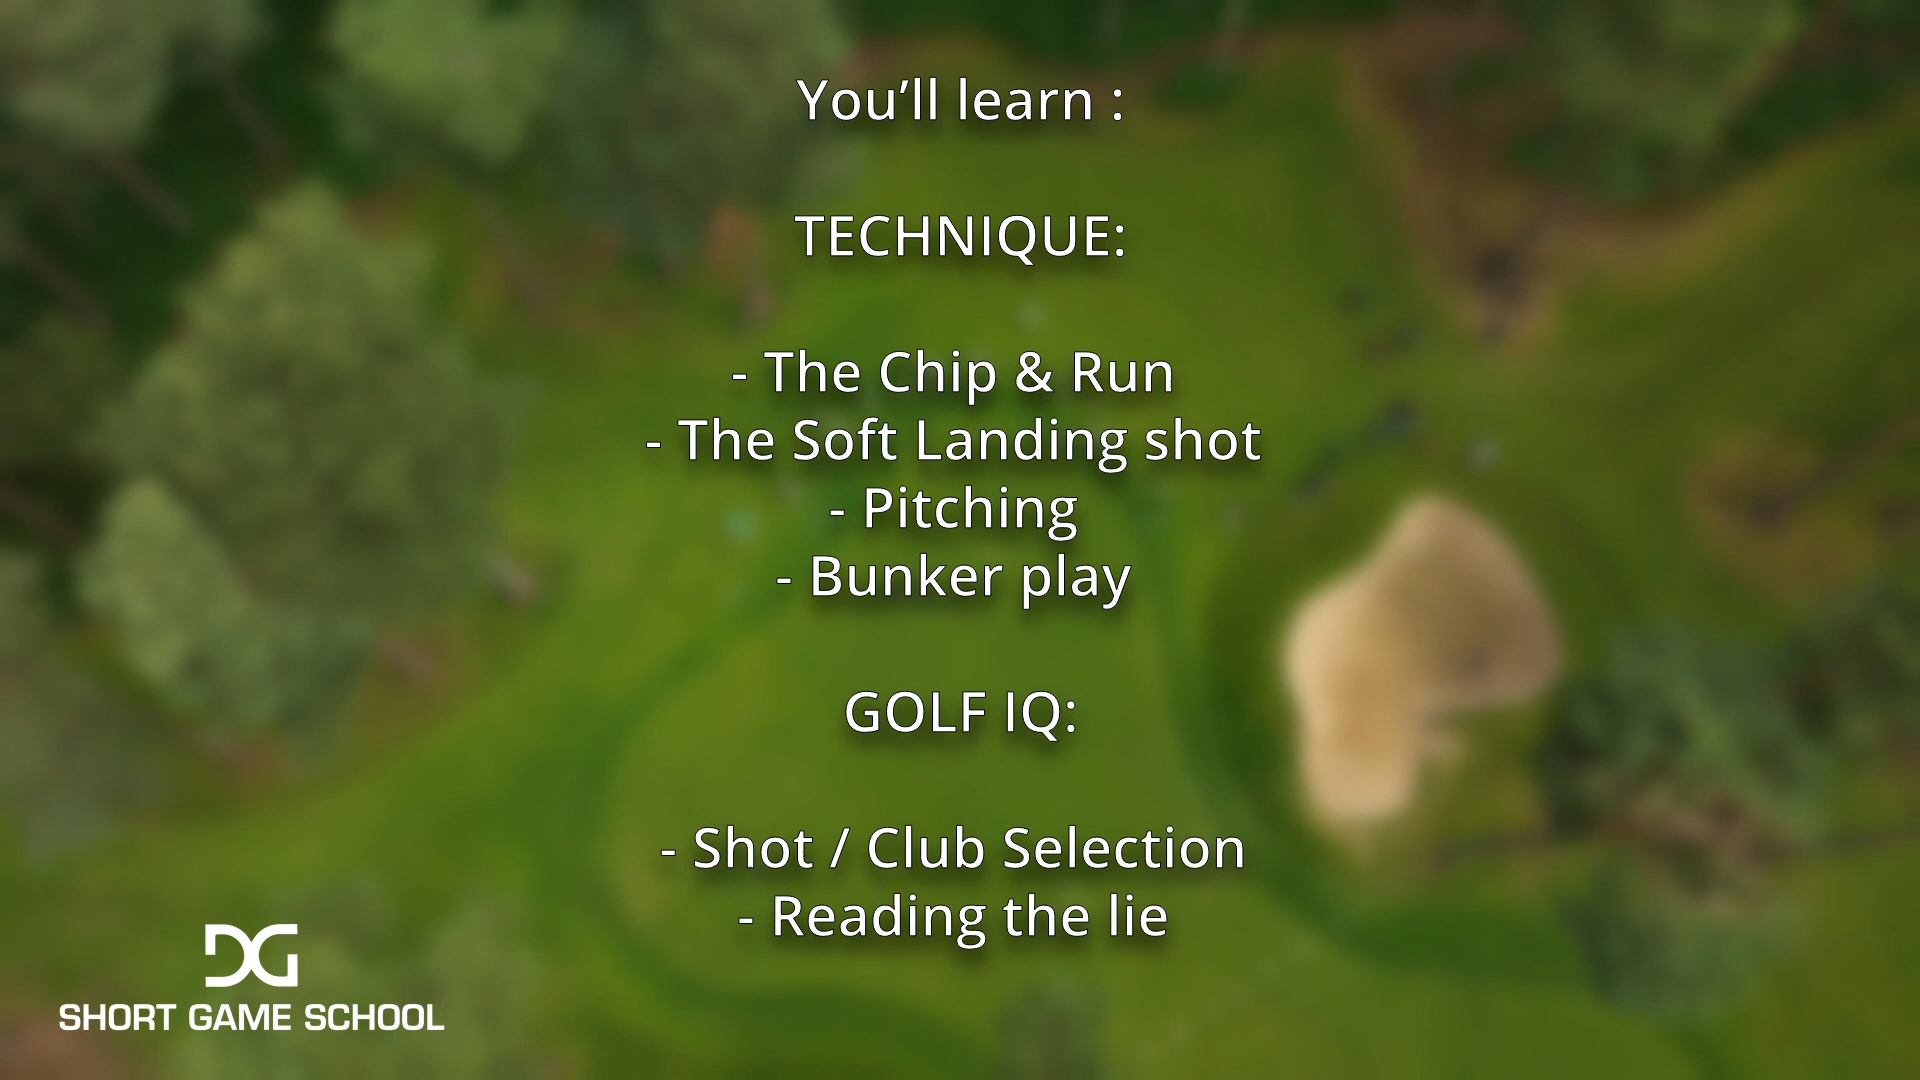 You’ll learn :
TECHNIQUE:
- The Chip & Run
- The Soft Landing shot
- Pitching
- Bunker play
GOLF IQ:
- Shot / Club Selection
- Reading the lie
DG
SHORT GAME SCHOOL